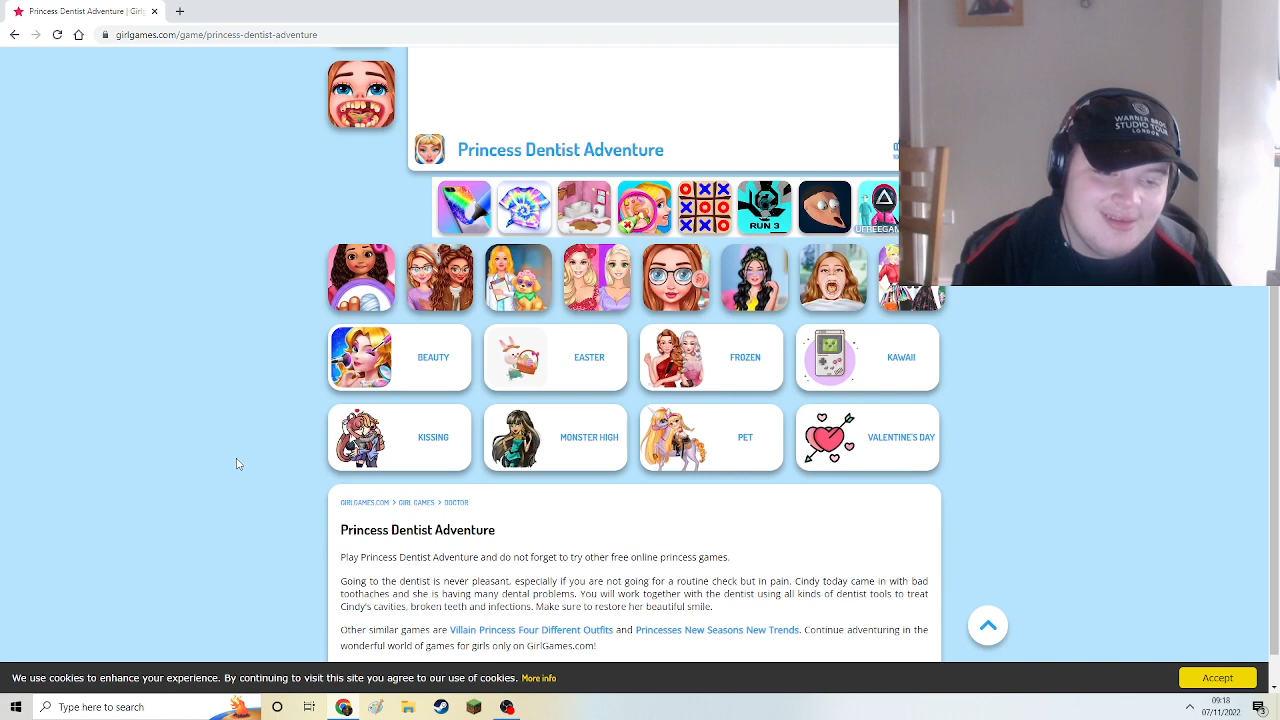 Princess Dentist Adventure | Girl
girlgames.com/game/princess-dentist-adventure
WARNER BROS
STUDIO TOUR
LONDON
Princess Dentist Adventure
RUN 3
UFREEGAM
BEAUTY
EASTER
FROZEN
KAWAII
KISSING
MONSTER HIGH
PET
VALENTINE'S DAY
GIRLGAMES.COM > GIRL GAMES > DOCTOR
Princess Dentist Adventure
Play Princess Dentist Adventure and do not forget to try other free online princess games.
Going to the dentist is never pleasant, especially if you are not going for a routine check but in pain. Cindy today came in with bad
toothaches and she is having many dental problems. You will work together with the dentist using all kinds of dentist tools to treat
Cindy's cavities, broken teeth and infections. Make sure to restore her beautiful smile.
Other similar games are Villain Princess Four Different Outfits and Princesses New Seasons New Trends. Continue adventuring in the
wonderful world of games for girls only on GirlGames.com!
We use cookies to enhance your experience. By continuing to visit this site you agree to our use of cookies. More info
Accept
Type here to search
09:18
07/11/2022